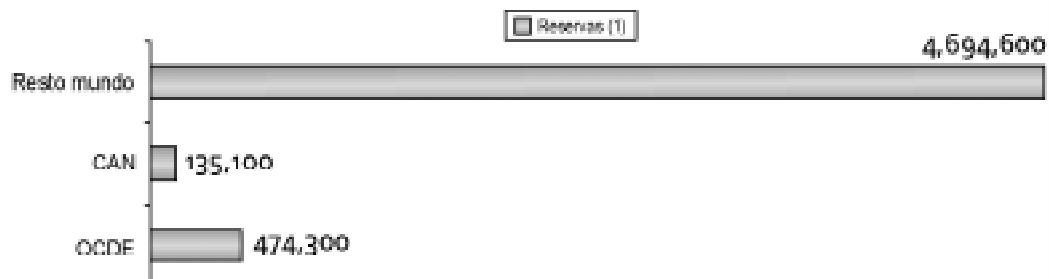 Reservas (1)
4,694,600
Resto mundo
CAN 135,100
OCDE 474,300